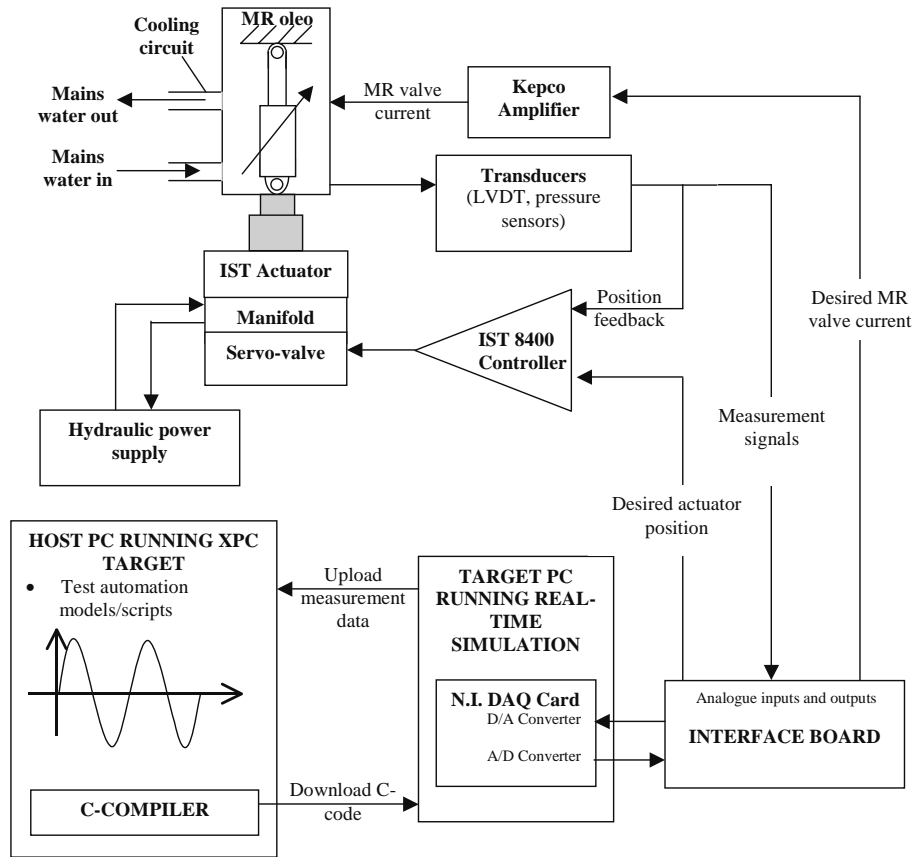 MR oleo
Cooling
circuit
Mains
water out
Mains
water in
MR valve
current
Kepco
Amplifier
Transducers
(LVDT, pressure
sensors)
IST Actuator
Manifold
Servo-valve
Position
feedback
IST 8400
Controller
Desired MR
valve current
Hydraulic power
supply
Measurement
signals
Desired actuator
position
HOST PC RUNNING XPC
TARGET
• Test automation
models/scripts
Upload
measurement
data
TARGET PC
RUNNING REAL-
TIME
SIMULATION
N.I. DAQ Card
D/A Converter
A/D Converter
Analogue inputs and outputs
INTERFACE BOARD
C-COMPILER
Download C-
code